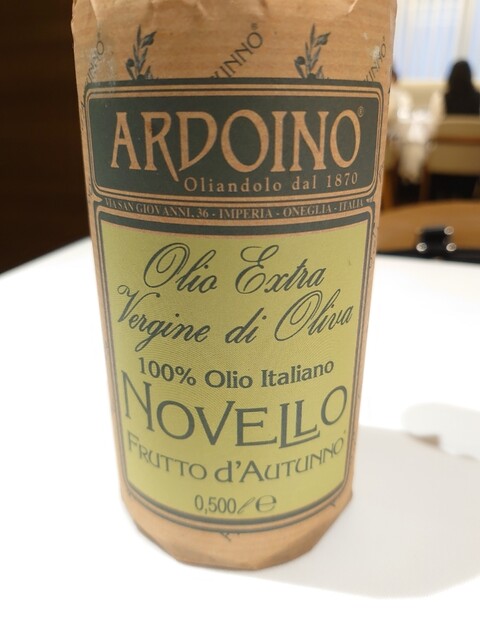 ARDOINO®
Oliandolo dal 1870
VIA SAN GIOVANNI, 36 - IMPERIA - ONEGLIA - ITALIA
Olio Extra
Vergine di Oliva
100% Olio Italiano
NOVELLO
FRUTTO d'AUTUNNO®
0,500 l e